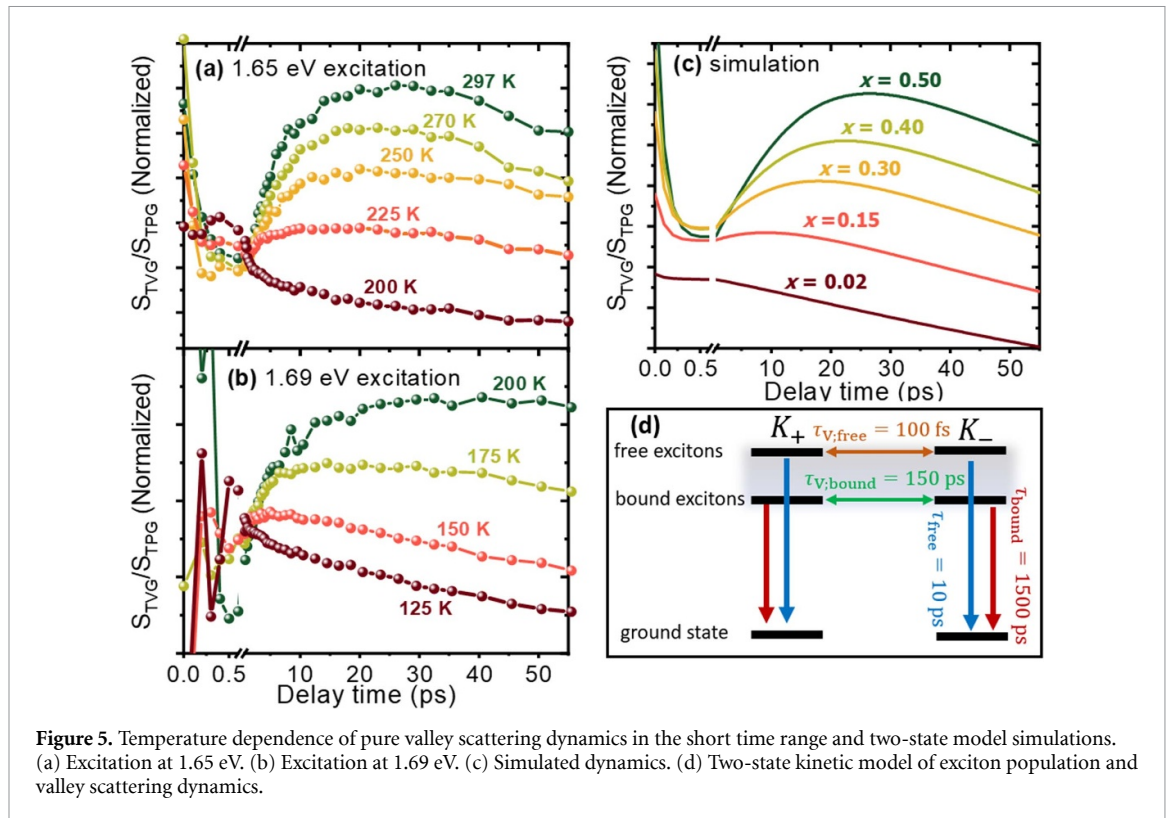 (a) 1.65 eV excitation
297 K
270 K
250 K
225 K
200 K
S_TVG/S_TPG (Normalized)
(b) 1.69 eV excitation
200 K
175 K
150 K
125 K
S_TVG/S_TPG (Normalized)
0.0 0.5 10 20 30 40 50
Delay time (ps)
(c) simulation
x = 0.50
x = 0.40
x = 0.30
x = 0.15
x = 0.02
S_TVG/S_TPG (Normalized)
0.0 0.5 10 20 30 40 50
Delay time (ps)
(d)
K₊ τ_V;free = 100 fs K₋
free excitons
τ_V;bound = 150 ps
bound excitons
τ_free = 10 ps
τ_bound = 1500 ps
ground state
Figure 5. Temperature dependence of pure valley scattering dynamics in the short time range and two-state model simulations.
(a) Excitation at 1.65 eV. (b) Excitation at 1.69 eV. (c) Simulated dynamics. (d) Two-state kinetic model of exciton population and
valley scattering dynamics.